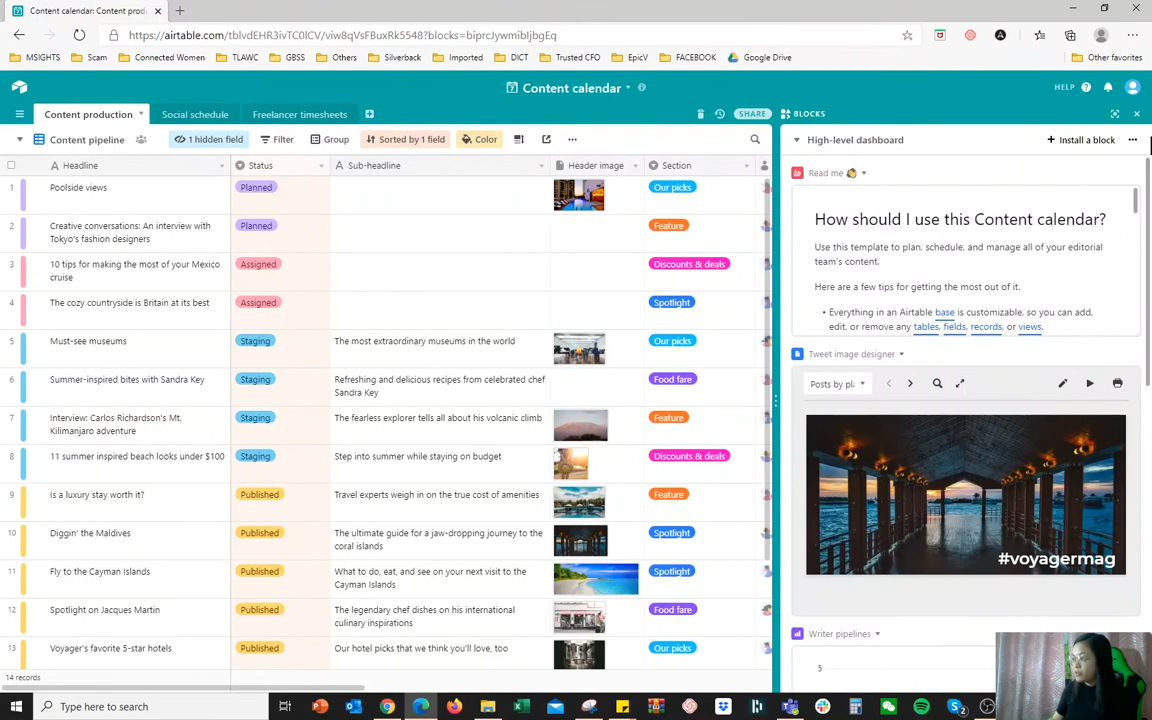 Content calendar: Content prod
https://airtable.com/tblvdEHR3ivTC0lCV/viw8qVsFBuxRk5548?blocks=biprcJywmibIjbgEq
MSIGHTS
Scam
Connected Women
TLAWC
GBSS
Others
Silverback
Imported
DICT
Trusted CFO
EpicV
FACEBOOK
Google Drive
Other favorites
Content calendar
HELP
Content production
Social schedule
Freelancer timesheets
SHARE
BLOCKS
Content pipeline
1 hidden field
Filter
Group
Sorted by 1 field
Color
High-level dashboard
Install a block
Headline
Status
Sub-headline
Header image
Section
1 Poolside views Planned Our picks
2 Creative conversations: An interview with Planned Feature
Tokyo's fashion designers
3 10 tips for making the most of your Mexico Assigned Discounts & deals
cruise
4 The cozy countryside is Britain at its best Assigned Spotlight
5 Must-see museums Staging The most extraordinary museums in the world Our picks
6 Summer-inspired bites with Sandra Key Staging Refreshing and delicious recipes from celebrated chef Food fare
Sandra Key
7 Interview: Carlos Richardson's Mt. Staging The fearless explorer tells all about his volcanic climb Feature
Kilimanjaro adventure
8 11 summer inspired beach looks under $100 Staging Step into summer while staying on budget Discounts & deals
9 Is a luxury stay worth it? Published Travel experts weigh in on the true cost of amenities Feature
10 Diggin' the Maldives Published The ultimate guide for a jaw-dropping journey to the Spotlight
coral islands
11 Fly to the Cayman Islands Published What to do, eat, and see on your next visit to the Spotlight
Cayman Islands
12 Spotlight on Jacques Martin Published The legendary chef dishes on his international Food fare
culinary inspirations
13 Voyager's favorite 5-star hotels Published Our hotel picks that we think you'll love, too Our picks
14 records
Read me
How should I use this Content calendar?
Use this template to plan, schedule, and manage all of your editorial
team's content.
Here are a few tips for getting the most out of it.
• Everything in an Airtable base is customizable, so you can add,
edit, or remove any tables, fields, records, or views.
Tweet image designer
Posts by pl
#voyagermag
Writer pipelines
5
Type here to search